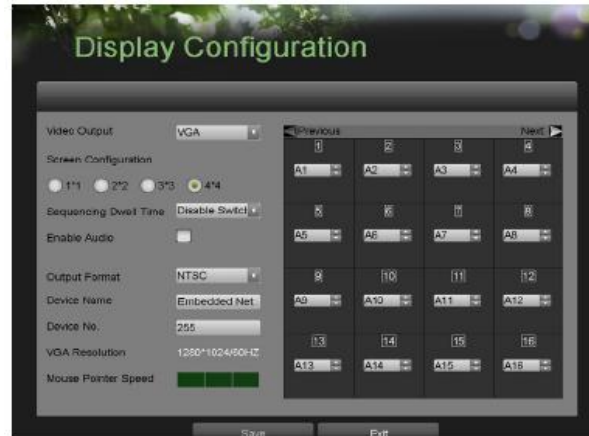 Display Configuration
Video Output VGA
Screen Configuration
1*1 2*2 3*3 4*4
Sequencing Dwell Time Disable Switch
Enable Audio
Output Format NTSC
Device Name Embedded Net
Device No. 255
VGA Resolution 1280*1024/60HZ
Mouse Pointer Speed
Previous Next
1 2 3 4
A1 A2 A3 A4
5 6 7 8
A5 A6 A7 A8
9 10 11 12
A9 A10 A11 A12
13 14 15 16
A13 A14 A15 A16
Save Exit